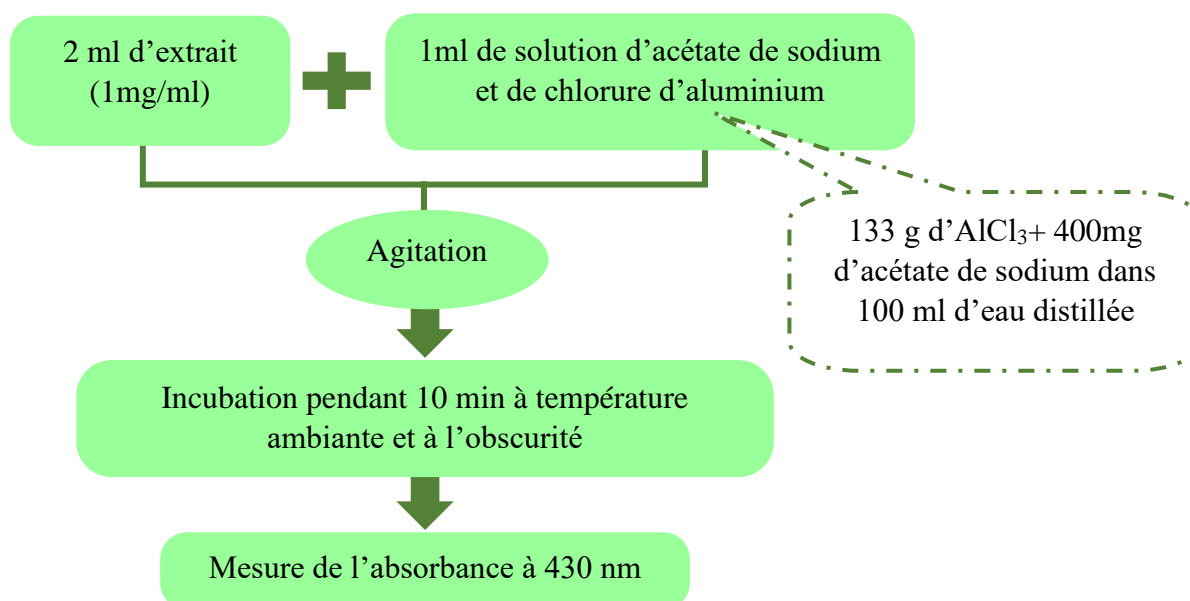 2 ml d’extrait
(1mg/ml)
1ml de solution d’acétate de sodium
et de chlorure d’aluminium
133 g d’AlCl₃+ 400mg
d’acétate de sodium dans
100 ml d’eau distillée
Agitation
Incubation pendant 10 min à température
ambiante et à l’obscurité
Mesure de l’absorbance à 430 nm